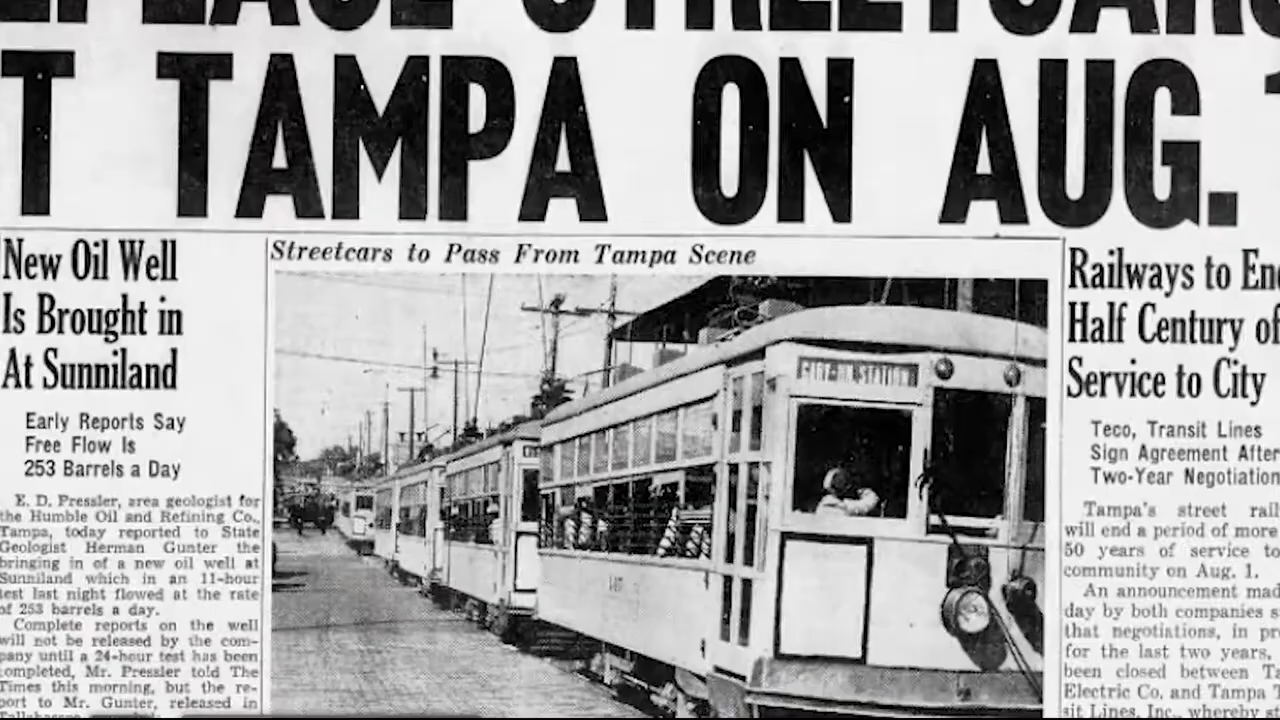 STREETCARS
T TAMPA ON AUG.
New Oil Well
Is Brought in
At Sunniland
Early Reports Say
Free Flow Is
253 Barrels a Day
E. D. Pressler, area geologist for
the Humble Oil and Refining Co.,
Tampa, today reported to State
Geologist Herman Gunter the
bringing in of a new oil well at
Sunniland which in an 11-hour
test last night flowed at the rate
of 253 barrels a day.
Complete reports on the well
will not be released by the com-
pany until a 24-hour test has been
completed, Mr. Pressler told The
Times this morning, but the re-
port to Mr. Gunter, released in
Streetcars to Pass From Tampa Scene
STATION
Railways to End
Half Century of
Service to City
Teco, Transit Lines
Sign Agreement After
Two-Year Negotiation
Tampa's street rail
will end a period of more
50 years of service to
community on Aug. 1.
An announcement mad
day by both companies s
that negotiations, in pr
for the last two years,
been closed between Ta
Electric Co. and Tampa T
sit Lines, Inc., whereby st